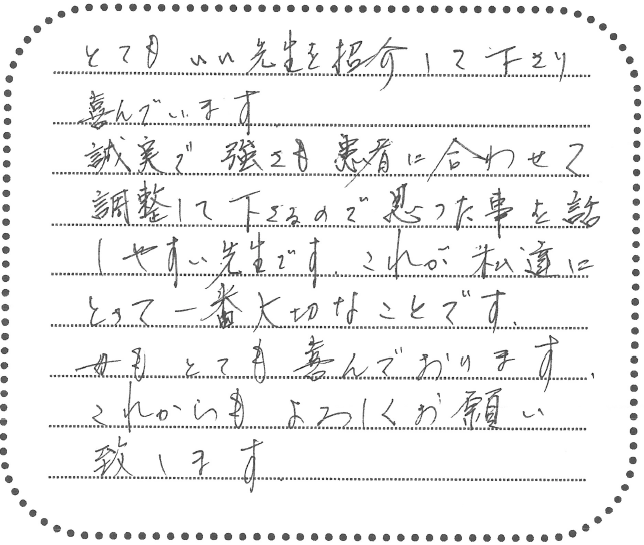 とてもいい先生を招介して下さり
喜んでいます
誠実で強さも患者に合わせて
調整して下さるので思った事を話
しやすい先生です。これが私達に
とって一番大切なことです。
母もとても喜んでおります。
これからもよろしくお願い
致します